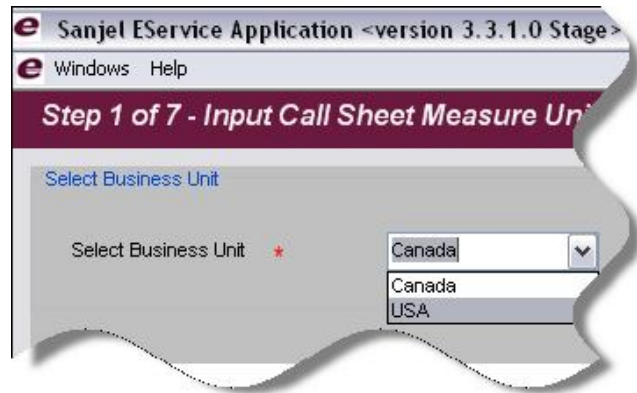 e Sanjel EService Application <version 3.3.1.0 Stage>
e Windows Help
Step 1 of 7 - Input Call Sheet Measure
Select Business Unit
Select Business Unit * Canada
Canada
USA